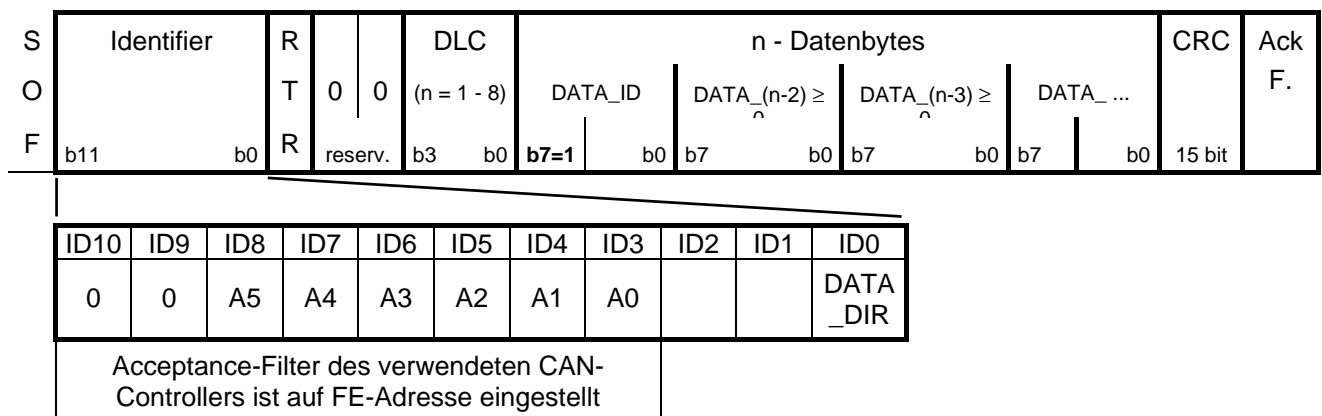 S Identifier R DLC n - Datenbytes CRC Ack
O T 0 0 (n = 1 - 8) DATA_ID DATA_(n-2) ≥ DATA_(n-3) ≥ DATA_ ... F.
F b11 b0 R reserv. b3 b0 b7=1 b0 b7 b0 b7 b0 b7 b0 15 bit
ID10 ID9 ID8 ID7 ID6 ID5 ID4 ID3 ID2 ID1 ID0
0 0 A5 A4 A3 A2 A1 A0 DATA
_DIR
Acceptance-Filter des verwendeten CAN-
Controllers ist auf FE-Adresse eingestellt